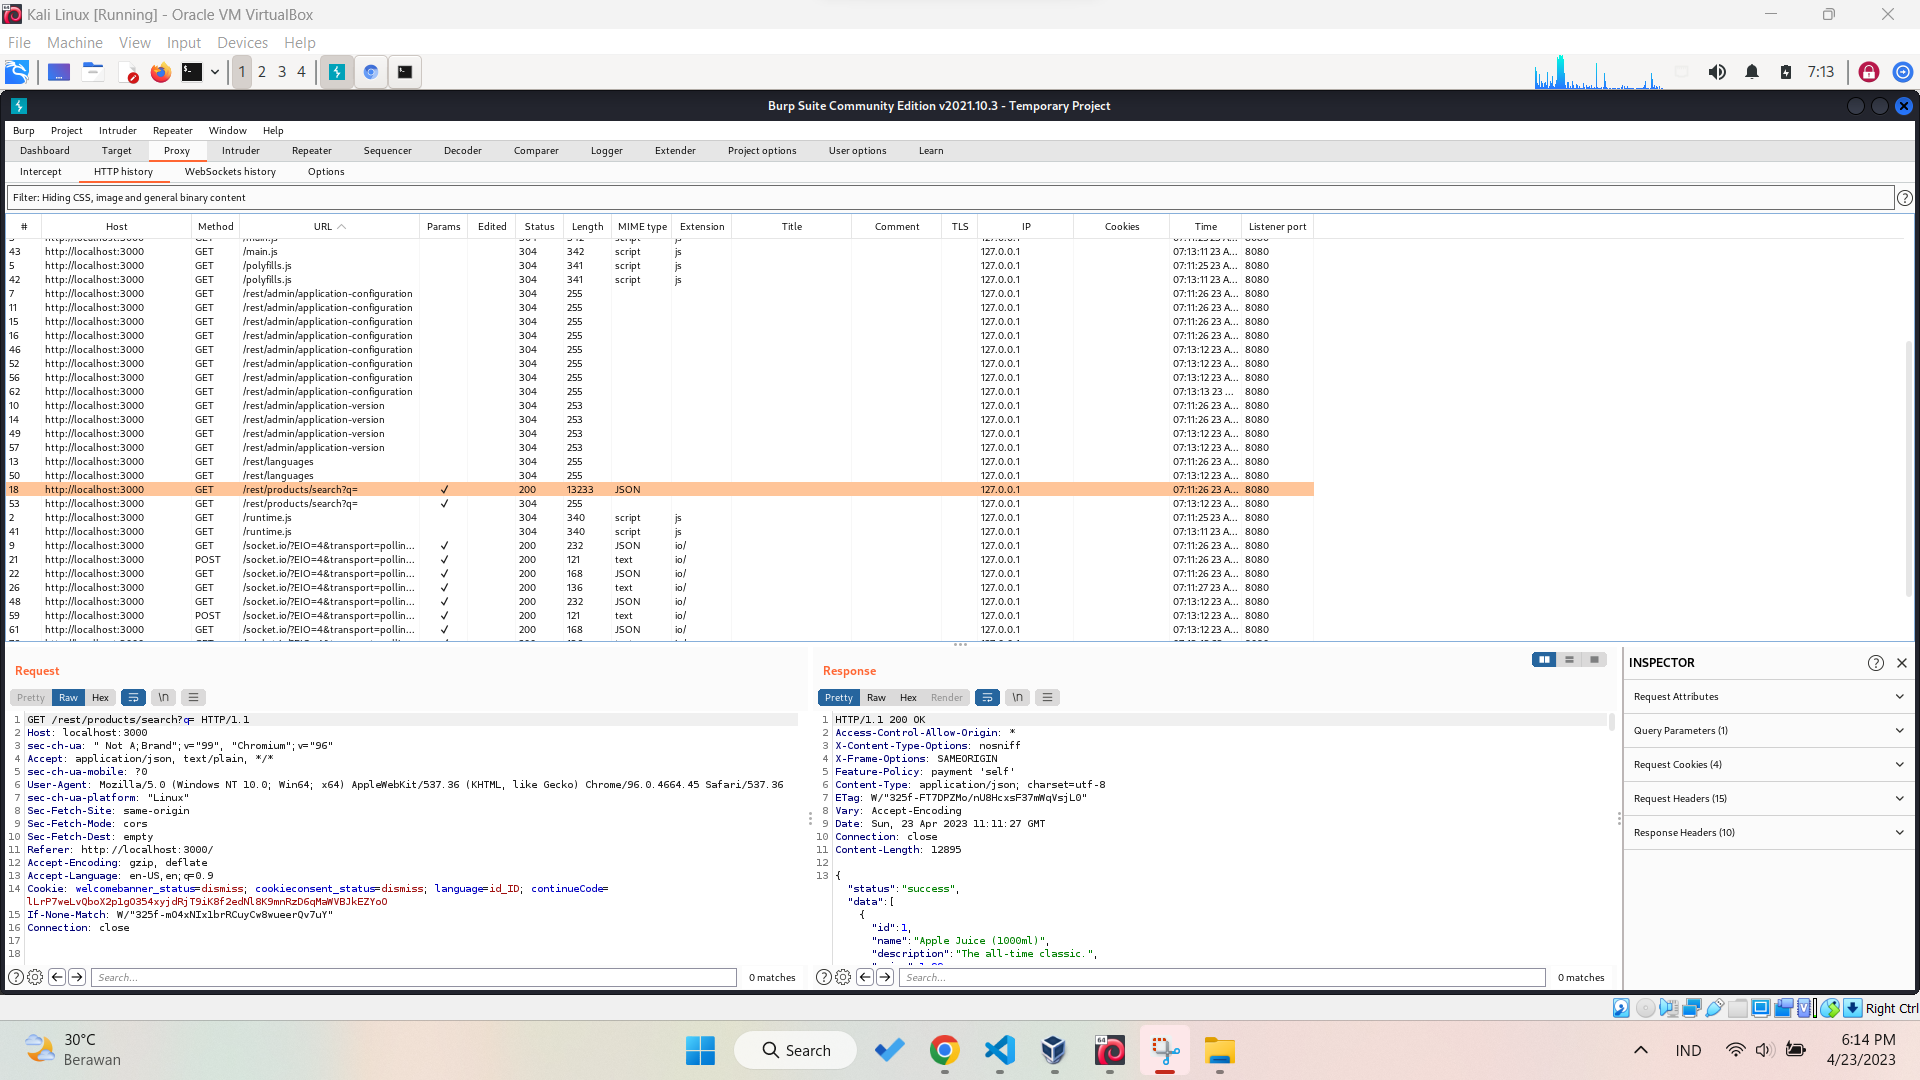 Kali Linux [Running] - Oracle VM VirtualBox
File Machine View Input Devices Help
1 2 3 4 7:13
Burp Suite Community Edition v2021.10.3 - Temporary Project
Burp Project Intruder Repeater Window Help
Dashboard Target Proxy Intruder Repeater Sequencer Decoder Comparer Logger Extender Project options User options Learn
Intercept HTTP history WebSockets history Options
Filter: Hiding CSS, image and general binary content
# Host Method URL Params Edited Status Length MIME type Extension Title Comment TLS IP Cookies Time Listener port
43 http://localhost:3000 GET /main.js 304 342 script js 127.0.0.1 07:13:11 23 A... 8080
5 http://localhost:3000 GET /polyfills.js 304 341 script js 127.0.0.1 07:11:25 23 A... 8080
42 http://localhost:3000 GET /polyfills.js 304 341 script js 127.0.0.1 07:13:11 23 A... 8080
7 http://localhost:3000 GET /rest/admin/application-configuration 304 255 127.0.0.1 07:11:26 23 A... 8080
11 http://localhost:3000 GET /rest/admin/application-configuration 304 255 127.0.0.1 07:11:26 23 A... 8080
15 http://localhost:3000 GET /rest/admin/application-configuration 304 255 127.0.0.1 07:11:26 23 A... 8080
16 http://localhost:3000 GET /rest/admin/application-configuration 304 255 127.0.0.1 07:11:26 23 A... 8080
46 http://localhost:3000 GET /rest/admin/application-configuration 304 255 127.0.0.1 07:13:12 23 A... 8080
52 http://localhost:3000 GET /rest/admin/application-configuration 304 255 127.0.0.1 07:13:12 23 A... 8080
56 http://localhost:3000 GET /rest/admin/application-configuration 304 255 127.0.0.1 07:13:12 23 A... 8080
62 http://localhost:3000 GET /rest/admin/application-configuration 304 255 127.0.0.1 07:13:13 23 ... 8080
10 http://localhost:3000 GET /rest/admin/application-version 304 253 127.0.0.1 07:11:26 23 A... 8080
14 http://localhost:3000 GET /rest/admin/application-version 304 253 127.0.0.1 07:11:26 23 A... 8080
49 http://localhost:3000 GET /rest/admin/application-version 304 253 127.0.0.1 07:13:12 23 A... 8080
57 http://localhost:3000 GET /rest/admin/application-version 304 253 127.0.0.1 07:13:12 23 A... 8080
13 http://localhost:3000 GET /rest/languages 304 255 127.0.0.1 07:11:26 23 A... 8080
50 http://localhost:3000 GET /rest/languages 304 255 127.0.0.1 07:13:12 23 A... 8080
18 http://localhost:3000 GET /rest/products/search?q= ✓ 200 13233 JSON 127.0.0.1 07:11:26 23 A... 8080
53 http://localhost:3000 GET /rest/products/search?q= ✓ 304 255 127.0.0.1 07:13:12 23 A... 8080
2 http://localhost:3000 GET /runtime.js 304 340 script js 127.0.0.1 07:11:25 23 A... 8080
41 http://localhost:3000 GET /runtime.js 304 340 script js 127.0.0.1 07:13:11 23 A... 8080
9 http://localhost:3000 GET /socket.io/?EIO=4&transport=pollin... ✓ 200 232 JSON io/ 127.0.0.1 07:11:26 23 A... 8080
21 http://localhost:3000 POST /socket.io/?EIO=4&transport=pollin... ✓ 200 121 text io/ 127.0.0.1 07:11:26 23 A... 8080
22 http://localhost:3000 GET /socket.io/?EIO=4&transport=pollin... ✓ 200 168 JSON io/ 127.0.0.1 07:11:26 23 A... 8080
26 http://localhost:3000 GET /socket.io/?EIO=4&transport=pollin... ✓ 200 136 text io/ 127.0.0.1 07:11:27 23 A... 8080
48 http://localhost:3000 GET /socket.io/?EIO=4&transport=pollin... ✓ 200 232 JSON io/ 127.0.0.1 07:13:12 23 A... 8080
59 http://localhost:3000 POST /socket.io/?EIO=4&transport=pollin... ✓ 200 121 text io/ 127.0.0.1 07:13:12 23 A... 8080
61 http://localhost:3000 GET /socket.io/?EIO=4&transport=pollin... ✓ 200 168 JSON io/ 127.0.0.1 07:13:12 23 A... 8080
Request
Pretty Raw Hex \n
1 GET /rest/products/search?q= HTTP/1.1
2 Host: localhost:3000
3 sec-ch-ua: " Not A;Brand";v="99", "Chromium";v="96"
4 Accept: application/json, text/plain, */*
5 sec-ch-ua-mobile: ?0
6 User-Agent: Mozilla/5.0 (Windows NT 10.0; Win64; x64) AppleWebKit/537.36 (KHTML, like Gecko) Chrome/96.0.4664.45 Safari/537.36
7 sec-ch-ua-platform: "Linux"
8 Sec-Fetch-Site: same-origin
9 Sec-Fetch-Mode: cors
10 Sec-Fetch-Dest: empty
11 Referer: http://localhost:3000/
12 Accept-Encoding: gzip, deflate
13 Accept-Language: en-US,en;q=0.9
14 Cookie: welcomebanner_status=dismiss; cookieconsent_status=dismiss; language=id_ID; continueCode=
lLrP7weLvQboX2p1gO354xyjdRjT9iK8f2edNl8K9mnRzD6qMaWVBJkEZYoO
15 If-None-Match: W/"325f-mO4xNIx1brRCuyCw8wueerQv7uY"
16 Connection: close
17
18
Search... 0 matches
Response
Pretty Raw Hex Render \n
1 HTTP/1.1 200 OK
2 Access-Control-Allow-Origin: *
3 X-Content-Type-Options: nosniff
4 X-Frame-Options: SAMEORIGIN
5 Feature-Policy: payment 'self'
6 Content-Type: application/json; charset=utf-8
7 ETag: W/"325f-FT7DPZMo/nU8HcxsF37mWqVsjL0"
8 Vary: Accept-Encoding
9 Date: Sun, 23 Apr 2023 11:11:27 GMT
10 Connection: close
11 Content-Length: 12895
12
13 {
"status":"success",
"data":[
{
"id":1,
"name":"Apple Juice (1000ml)",
"description":"The all-time classic.",
Search... 0 matches
INSPECTOR
Request Attributes
Query Parameters (1)
Request Cookies (4)
Request Headers (15)
Response Headers (10)
Right Ctrl
30°C
Berawan
Search
IND
6:14 PM
4/23/2023